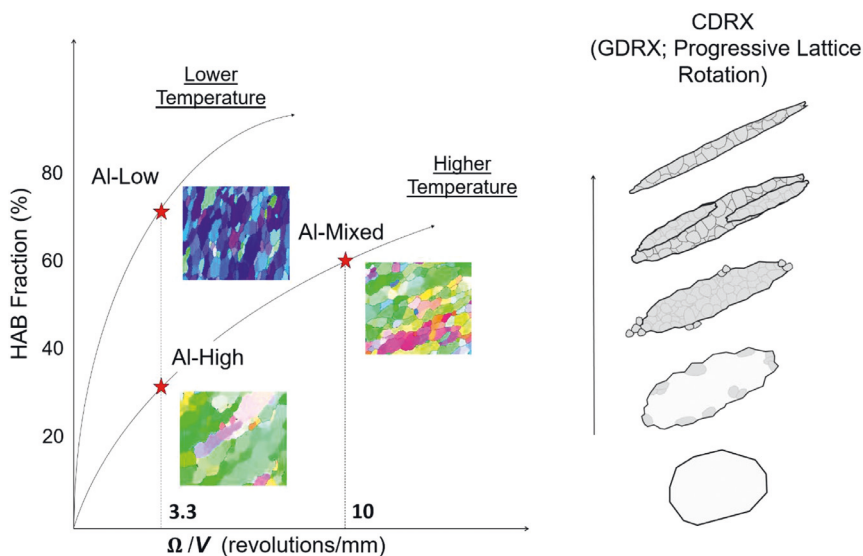 Lower
Temperature
Al-Low
Higher
Temperature
Al-Mixed
Al-High
HAB Fraction (%)
80
60
40
20
3.3
10
Ω /V (revolutions/mm)
CDRX
(GDRX; Progressive Lattice
Rotation)